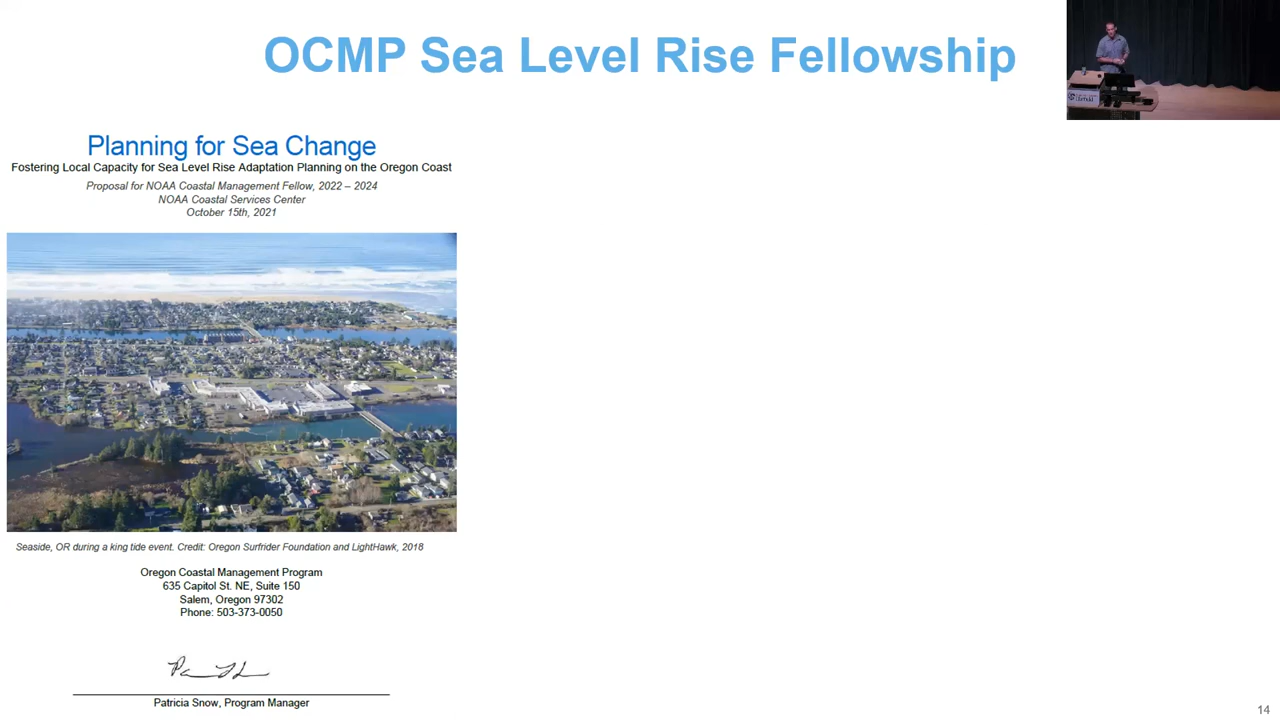 OCMP Sea Level Rise Fellowship
Planning for Sea Change
Fostering Local Capacity for Sea Level Rise Adaptation Planning on the Oregon Coast
Proposal for NOAA Coastal Management Fellow, 2022 – 2024
NOAA Coastal Services Center
October 15th, 2021
Seaside, OR during a king tide event. Credit: Oregon Surfrider Foundation and LightHawk, 2018
Oregon Coastal Management Program
635 Capitol St. NE, Suite 150
Salem, Oregon 97302
Phone: 503-373-0050
Patricia Snow, Program Manager
14